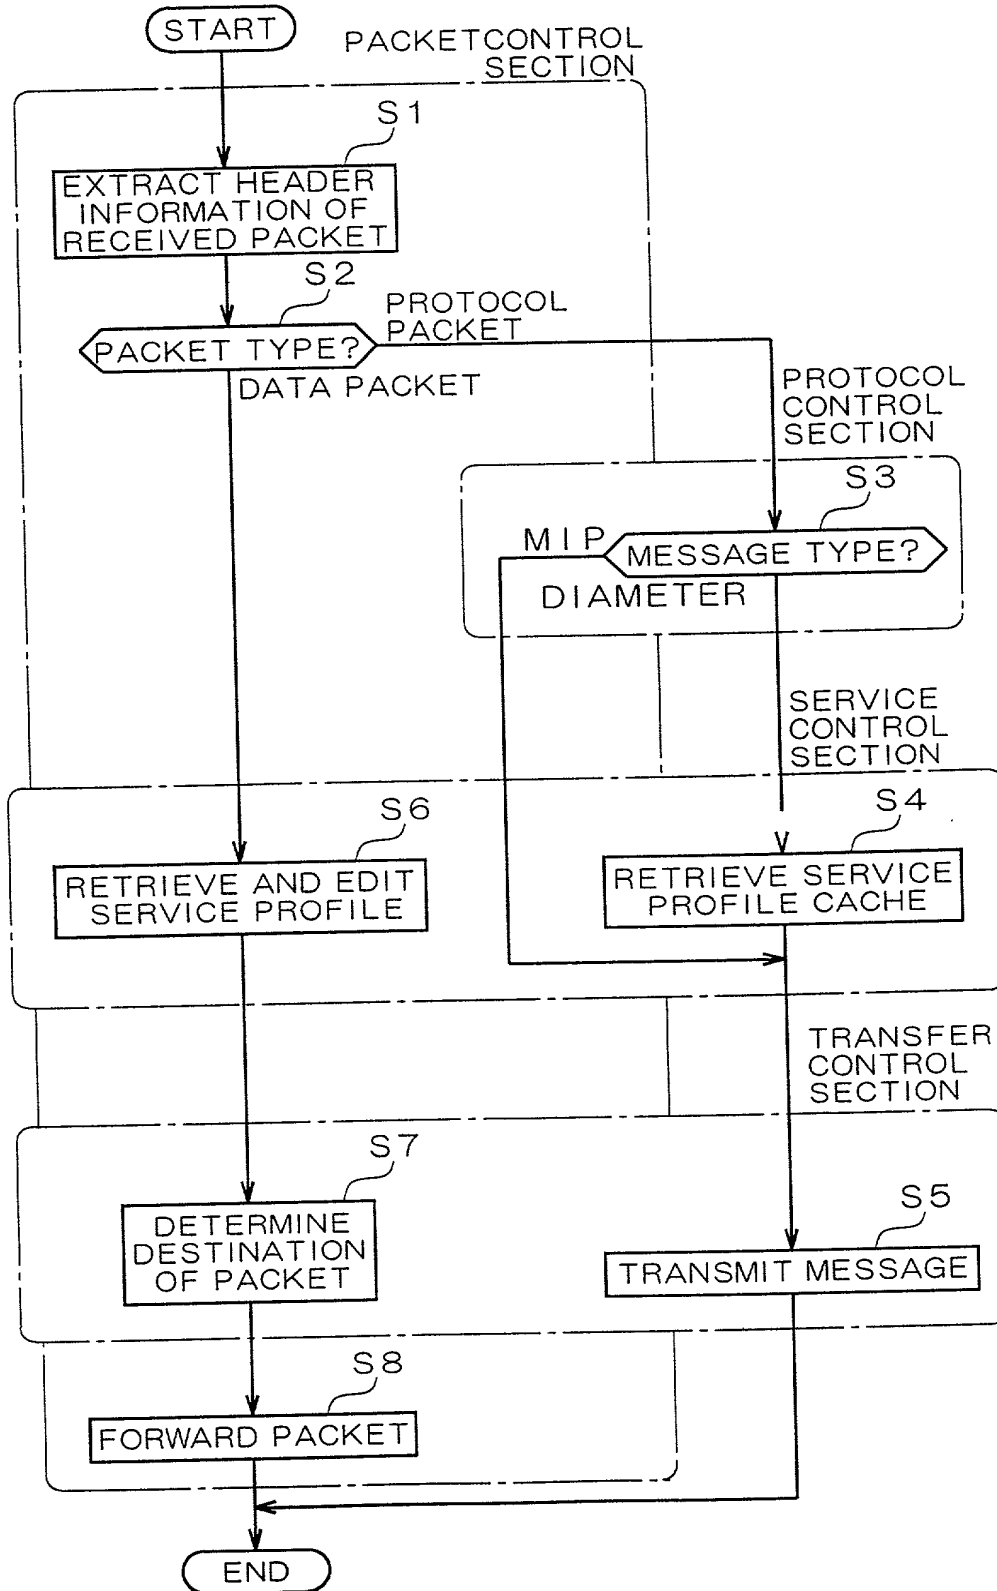 START
PACKETCONTROL
SECTION
S1
EXTRACT HEADER
INFORMATION OF
RECEIVED PACKET
S2
PROTOCOL
PACKET
PACKET TYPE?
DATA PACKET
PROTOCOL
CONTROL
SECTION
S3
MIP
MESSAGE TYPE?
DIAMETER
SERVICE
CONTROL
SECTION
S6
S4
RETRIEVE AND EDIT
SERVICE PROFILE
RETRIEVE SERVICE
PROFILE CACHE
TRANSFER
CONTROL
SECTION
S7
DETERMINE
DESTINATION
OF PACKET
S5
TRANSMIT MESSAGE
S8
FORWARD PACKET
END